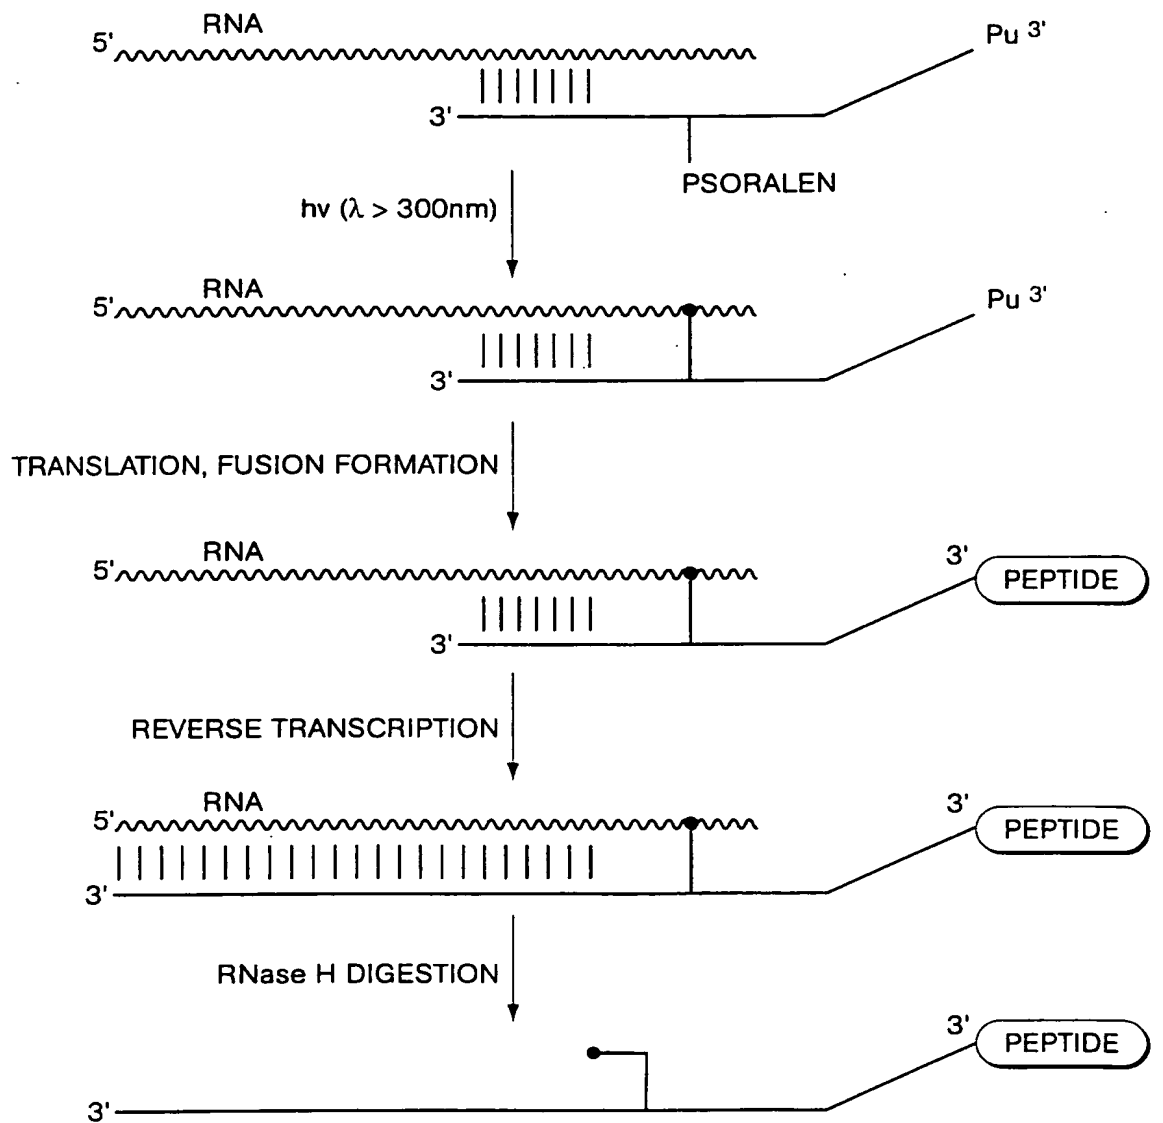 RNA
5'
Pu 3'
3'
PSORALEN
hv (λ > 300nm)
RNA
5'
Pu 3'
3'
TRANSLATION, FUSION FORMATION
RNA
5'
3'
PEPTIDE
3'
REVERSE TRANSCRIPTION
RNA
5'
3'
PEPTIDE
3'
RNase H DIGESTION
3'
PEPTIDE
3'